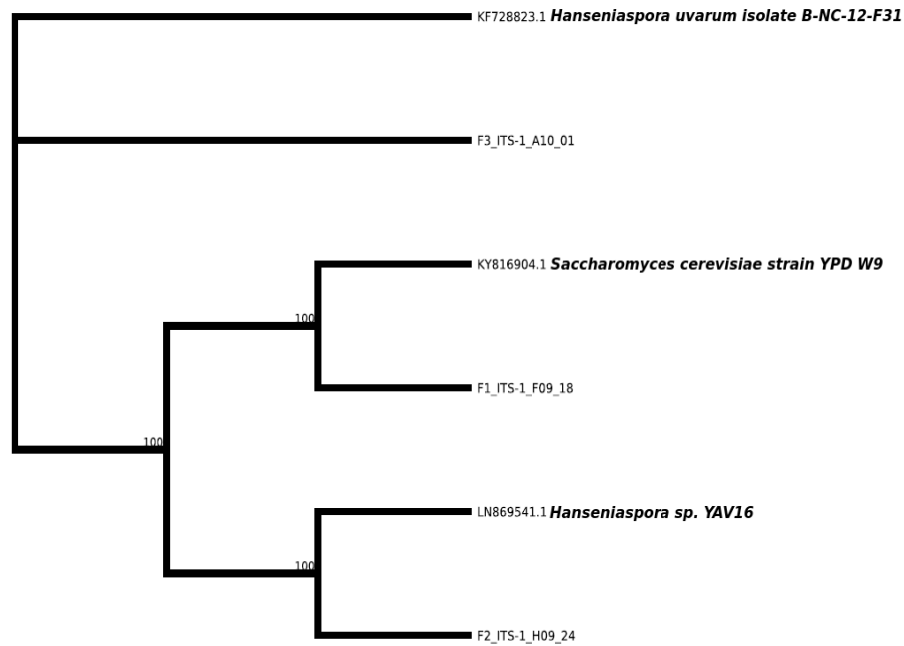 KF728823.1 Hanseniaspora uvarum isolate B-NC-12-F31
F3_ITS-1_A10_01
KY816904.1 Saccharomyces cerevisiae strain YPD W9
100
F1_ITS-1_F09_18
100
LN869541.1 Hanseniaspora sp. YAV16
100
F2_ITS-1_H09_24